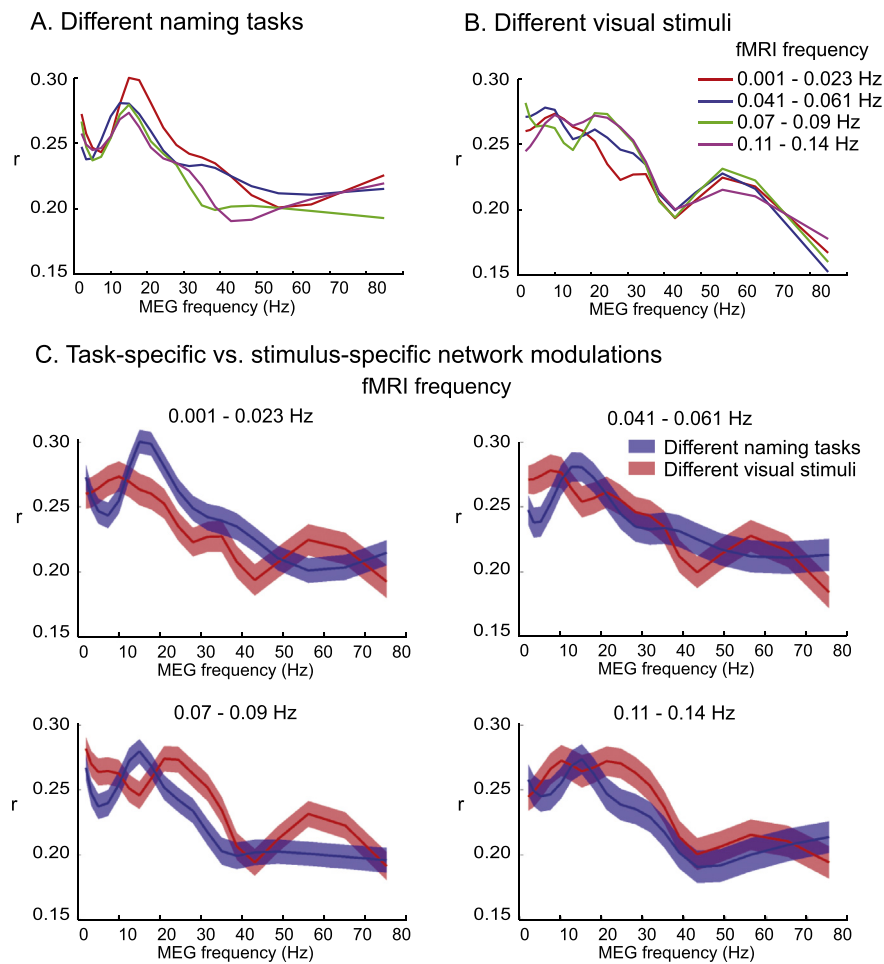 A. Different naming tasks
0.30
0.25
r
0.20
0.15
0 10 20 30 40 50 60 70 80
MEG frequency (Hz)
B. Different visual stimuli
fMRI frequency
0.001 - 0.023 Hz
0.041 - 0.061 Hz
0.07 - 0.09 Hz
0.11 - 0.14 Hz
0.30
0.25
r
0.20
0.15
0 10 20 30 40 50 60 70 80
MEG frequency (Hz)
C. Task-specific vs. stimulus-specific network modulations
fMRI frequency
0.001 - 0.023 Hz
0.30
0.25
r
0.20
0.15
0 10 20 30 40 50 60 70 80
MEG frequency (Hz)
0.041 - 0.061 Hz
Different naming tasks
Different visual stimuli
0.30
0.25
r
0.20
0.15
0 10 20 30 40 50 60 70 80
MEG frequency (Hz)
0.07 - 0.09 Hz
0.30
0.25
r
0.20
0.15
0 10 20 30 40 50 60 70 80
MEG frequency (Hz)
0.11 - 0.14 Hz
0.30
0.25
r
0.20
0.15
0 10 20 30 40 50 60 70 80
MEG frequency (Hz)